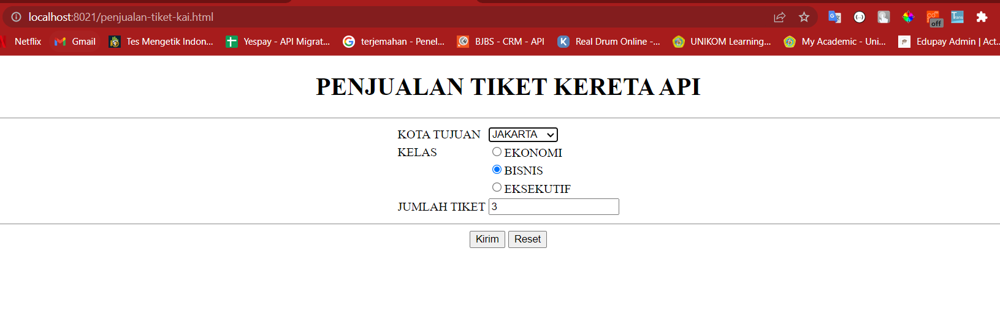 localhost:8021/penjualan-tiket-kai.html
off
Netflix Gmail Tes Mengetik Indon... Yespay - API Migrat... terjemahan - Penel... BJBS - CRM - API Real Drum Online -... UNIKOM Learning... My Academic - Uni... Edupay Admin | Act...
PENJUALAN TIKET KERETA API
KOTA TUJUAN JAKARTA
KELAS EKONOMI
BISNIS
EKSEKUTIF
JUMLAH TIKET 3
Kirim Reset